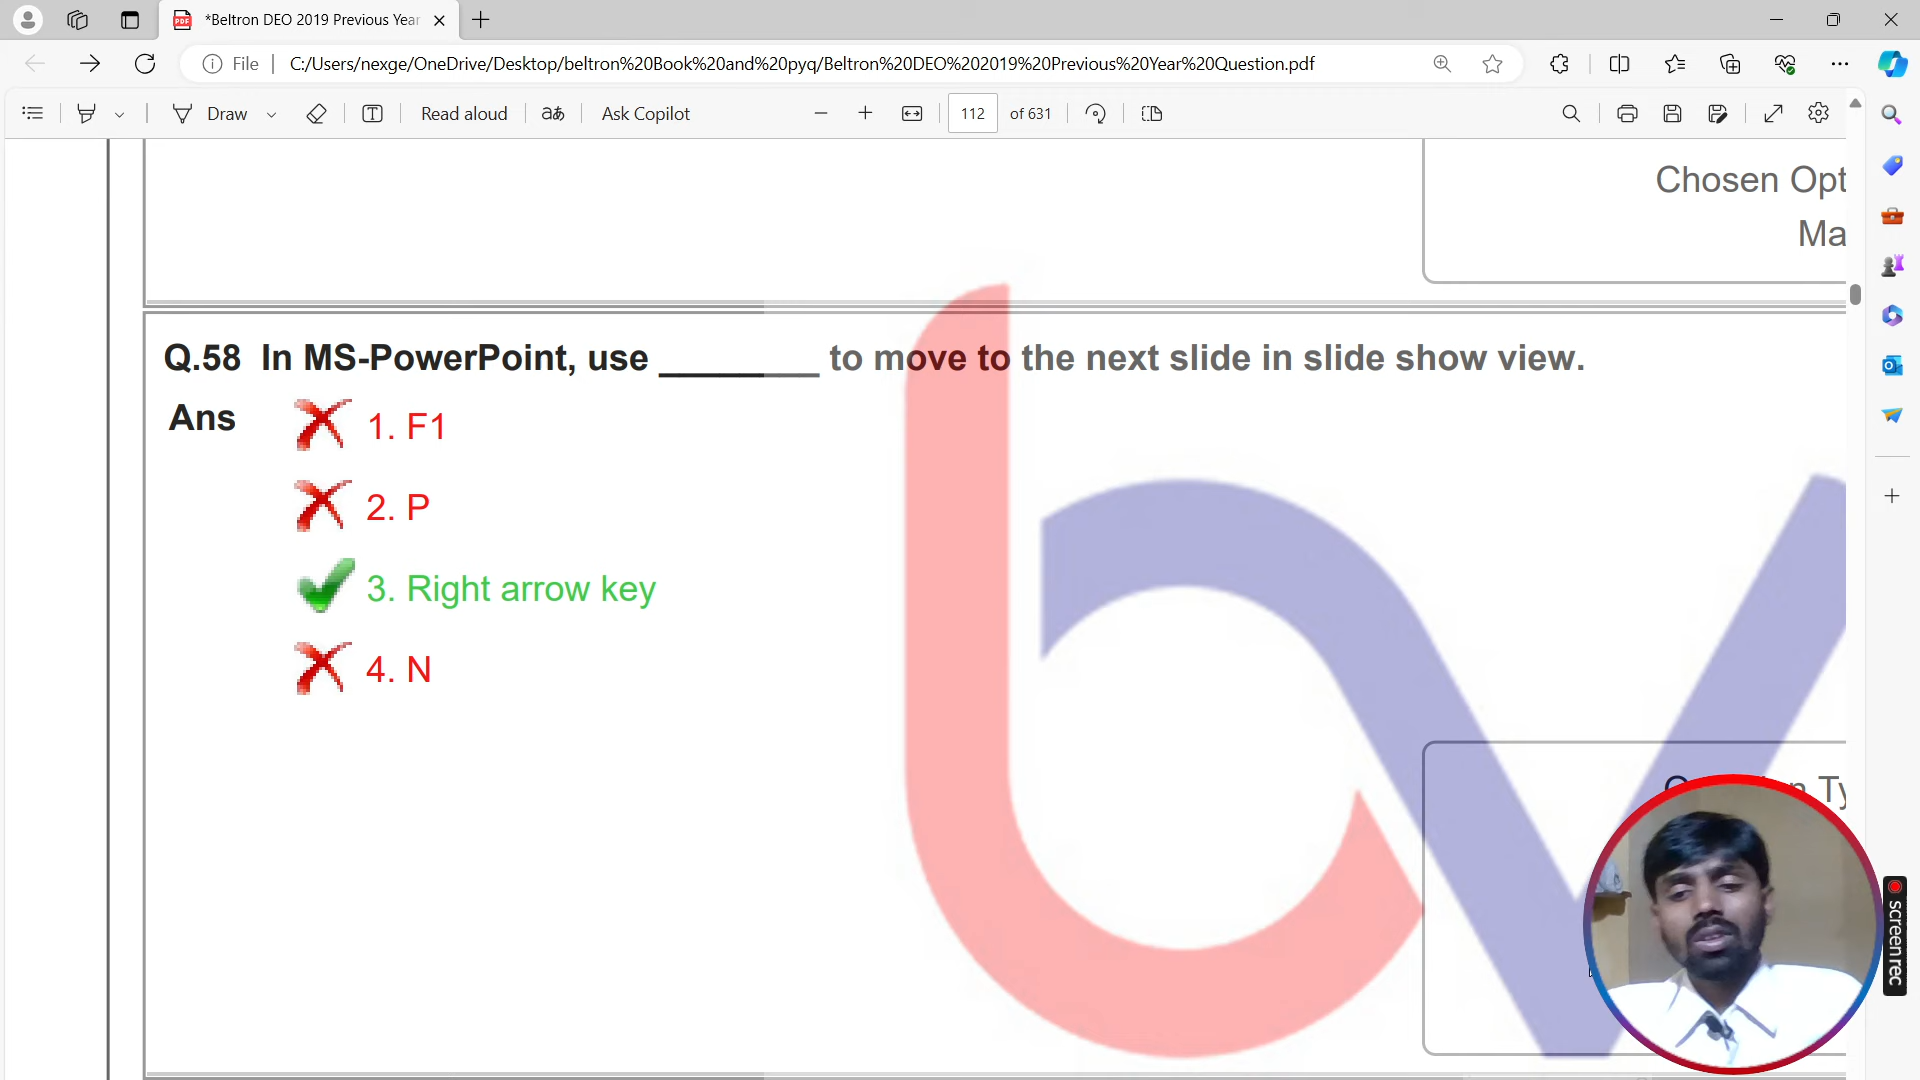 *Beltron DEO 2019 Previous Year
File
C:/Users/nexge/OneDrive/Desktop/beltron%20Book%20and%20pyq/Beltron%20DEO%202019%20Previous%20Year%20Question.pdf
Draw
T
Read aloud
aあ
Ask Copilot
112 of 631
Chosen Opt
Ma
Q.58 In MS-PowerPoint, use ________ to move to the next slide in slide show view.
Ans 1. F1
2. P
3. Right arrow key
4. N
screenrec